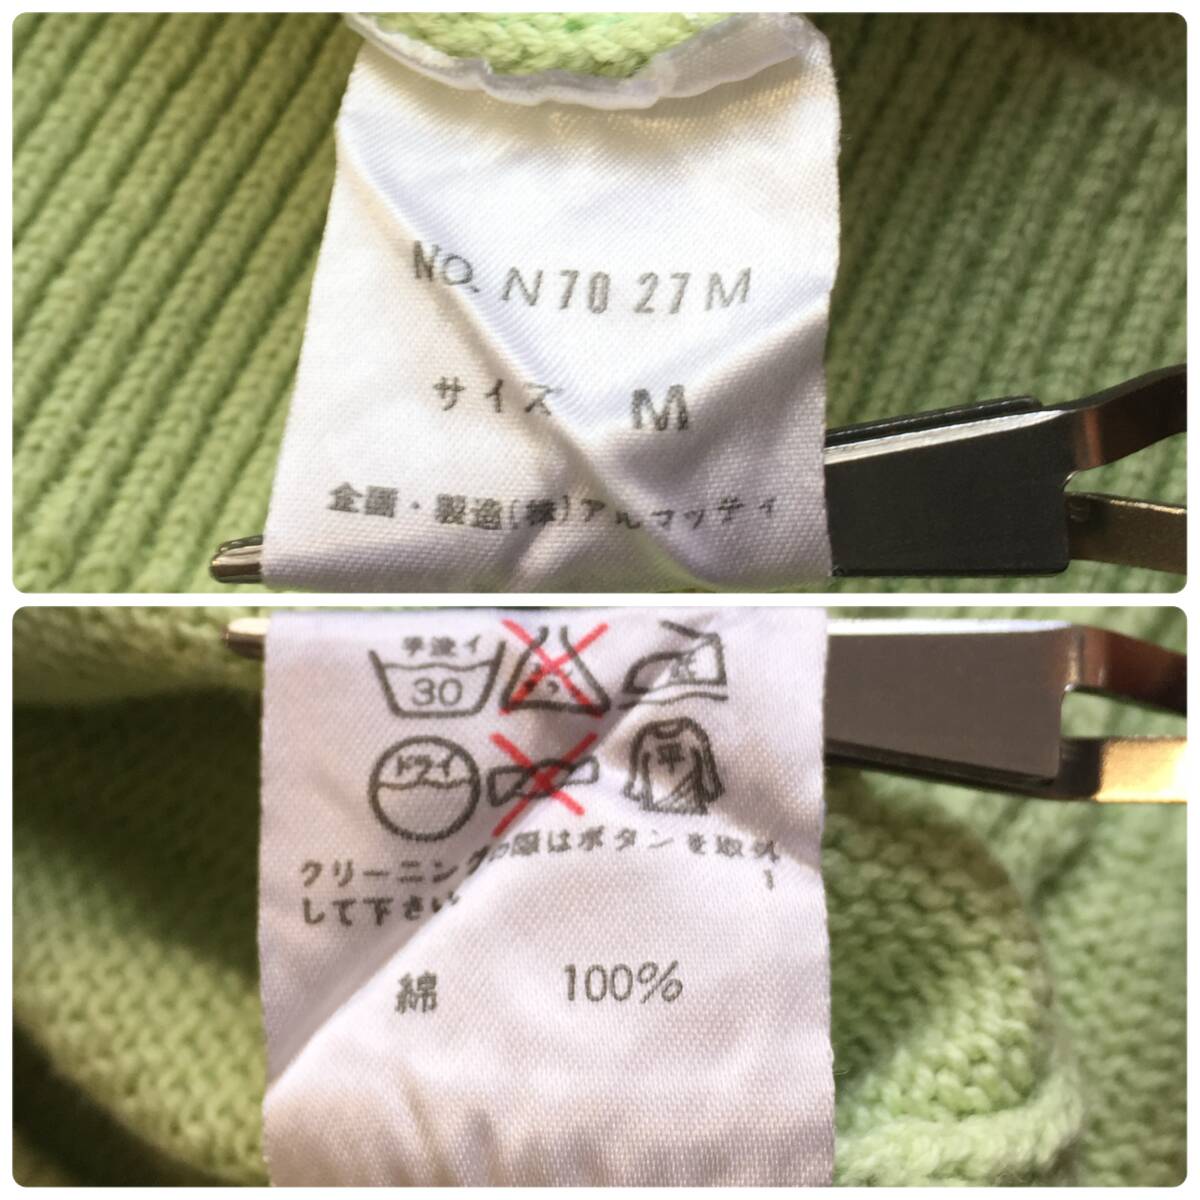 NO. N70 27M
サイズ M
企画・製造(株)アルコッティ
手洗イ
30
ドライ
平
クリーニングの際はボタンを取外
して下さい
綿 100%